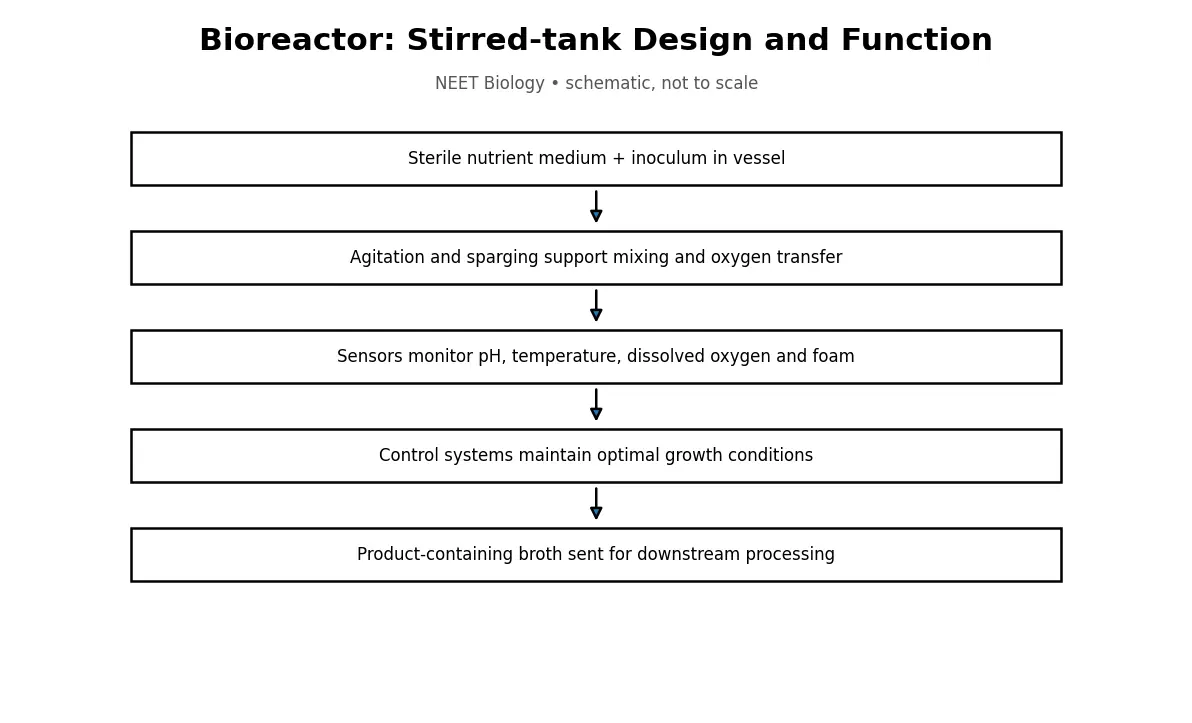 Bioreactor: Stirred-tank Design and Function
NEET Biology • schematic, not to scale
Sterile nutrient medium + inoculum in vessel
Agitation and sparging support mixing and oxygen transfer
Sensors monitor pH, temperature, dissolved oxygen and foam
Control systems maintain optimal growth conditions
Product-containing broth sent for downstream processing